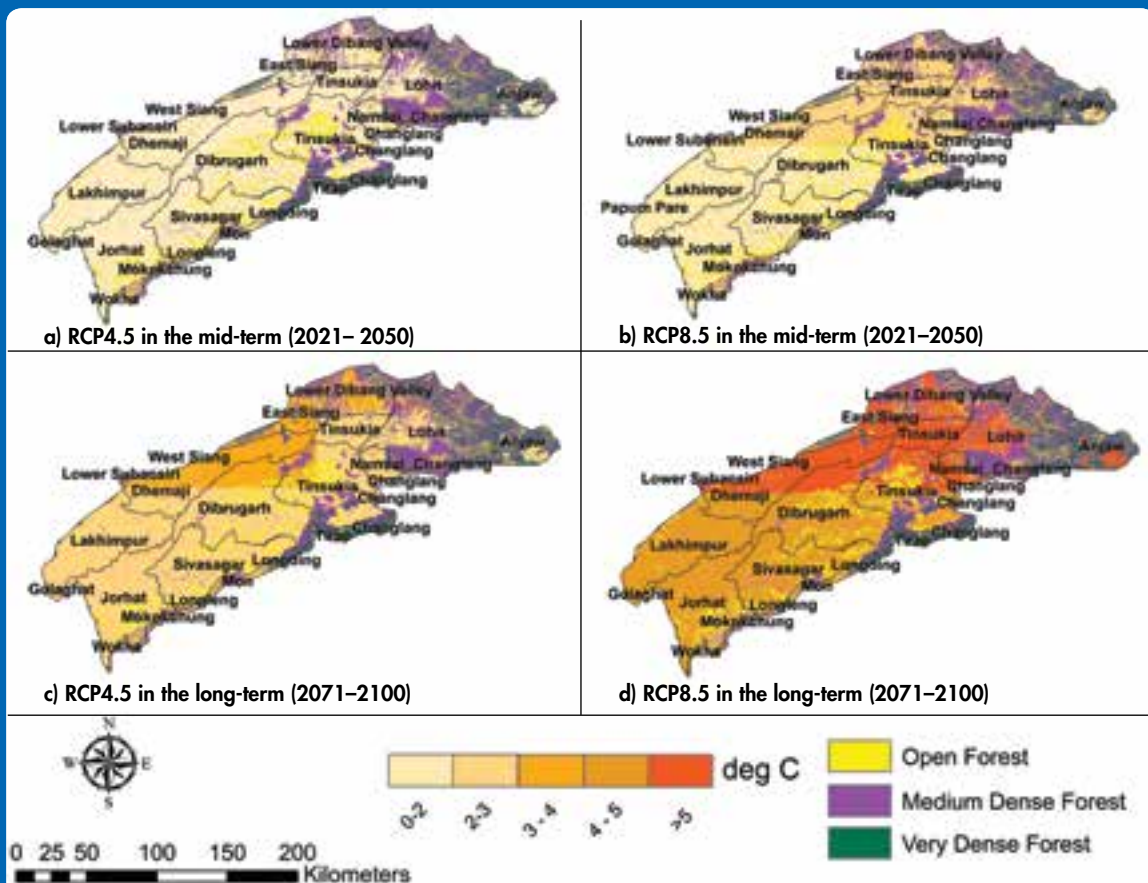 Lower Dibang Valley
East Siang
Tinsukia
Lohit
Anjaw
West Siang
Namsai Changlang
Changlang
Lower Subansiri
Dhemaji
Tinsukia
Changlang
Dibrugarh
Changlang
Tirap
Lakhimpur
Sivasagar
Longding
Mon
Golaghat
Jorhat
Longleng
Mokokchung
Wokha
a) RCP4.5 in the mid-term (2021– 2050)
Lower Dibang Valley
East Siang
Tinsukia
Lohit
Anjaw
West Siang
Namsai Changlang
Dhemaji
Changlang
Lower Subansiri
Tinsukia
Changlang
Dibrugarh
Changlang
Tirap
Lakhimpur
Papum Pare
Sivasagar
Longding
Mon
Golaghat
Jorhat
Mokokchung
Wokha
b) RCP8.5 in the mid-term (2021–2050)
Lower Dibang Valley
East Siang
Tinsukia
Lohit
Anjaw
West Siang
Namsai Changlang
Lower Subansiri
Changlang
Dhemaji
Tinsukia
Changlang
Dibrugarh
Changlang
Tirap
Lakhimpur
Sivasagar
Longding
Mon
Golaghat
Jorhat
Longleng
Mokokchung
Wokha
c) RCP4.5 in the long-term (2071–2100)
Lower Dibang Valley
East Siang
Tinsukia
Lohit
Anjaw
West Siang
Namsai Changlang
Lower Subansiri
Changlang
Dhemaji
Tinsukia
Changlang
Dibrugarh
Changlang
Tirap
Lakhimpur
Sivasagar
Longding
Mon
Golaghat
Jorhat
Longleng
Mokokchung
Wokha
d) RCP8.5 in the long-term (2071–2100)
N
W E
S
deg C
0-2 2-3 3 - 4 4 - 5 >5
Open Forest
Medium Dense Forest
Very Dense Forest
0 25 50 100 150 200
Kilometers